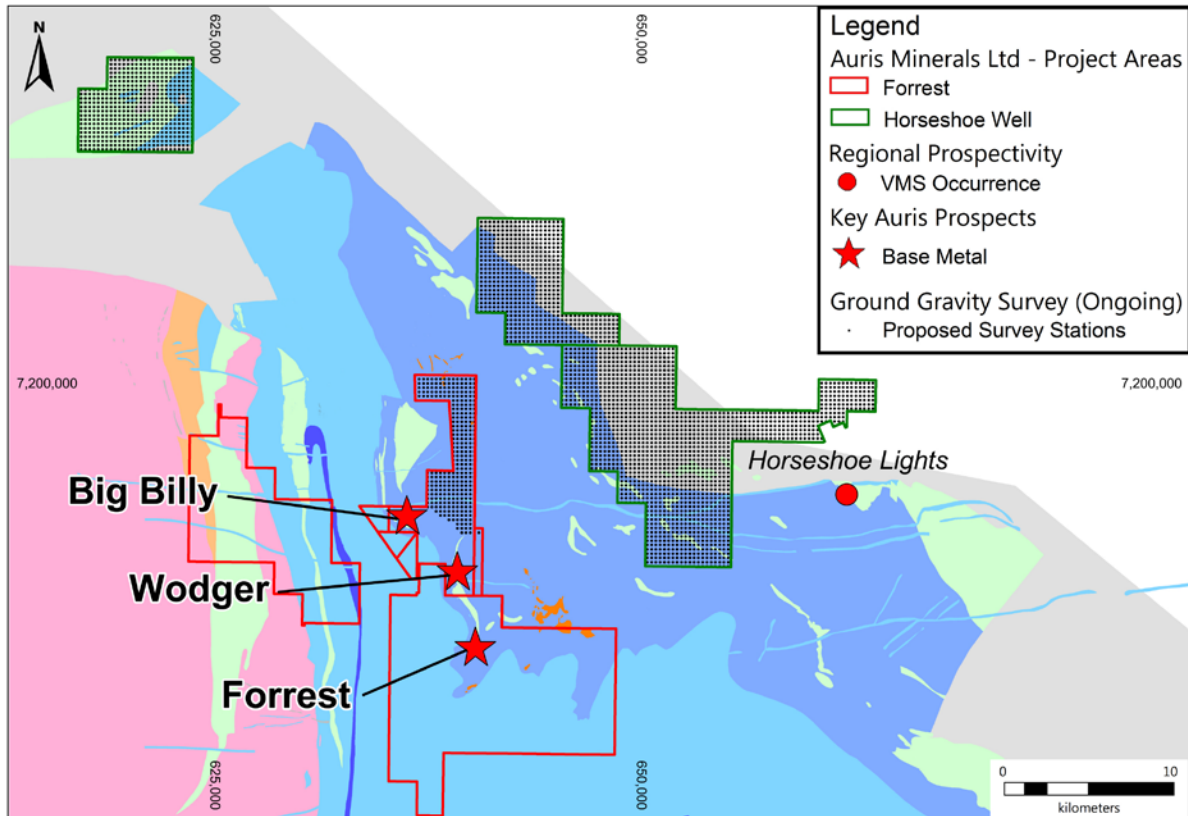 N
625,000
650,000
Legend
Auris Minerals Ltd - Project Areas
Forrest
Horseshoe Well
Regional Prospectivity
VMS Occurrence
Key Auris Prospects
Base Metal
Ground Gravity Survey (Ongoing)
Proposed Survey Stations
7,200,000
7,200,000
Horseshoe Lights
Big Billy
Wodger
Forrest
625,000
650,000
0 10
kilometers